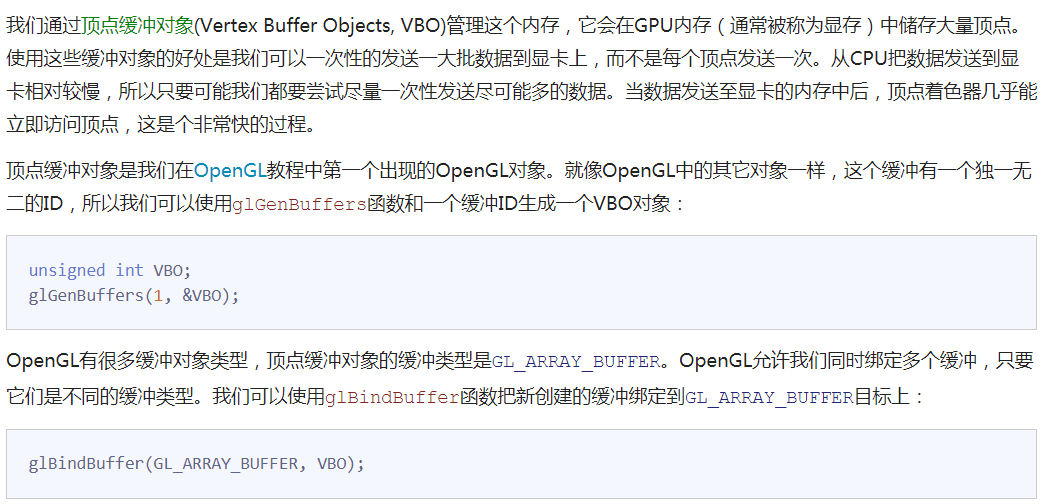 我们通过顶点缓冲对象(Vertex Buffer Objects, VBO)管理这个内存，它会在GPU内存（通常被称为显存）中储存大量顶点。
使用这些缓冲对象的好处是我们可以一次性的发送一大批数据到显卡上，而不是每个顶点发送一次。从CPU把数据发送到显
卡相对较慢，所以只要可能我们都要尝试尽量一次性发送尽可能多的数据。当数据发送至显卡的内存中后，顶点着色器几乎能
立即访问顶点，这是个非常快的过程。
顶点缓冲对象是我们在OpenGL教程中第一个出现的OpenGL对象。就像OpenGL中的其它对象一样，这个缓冲有一个独一无
二的ID，所以我们可以使用glGenBuffers函数和一个缓冲ID生成一个VBO对象：
unsigned int VBO;
glGenBuffers(1, &VBO);
OpenGL有很多缓冲对象类型，顶点缓冲对象的缓冲类型是GL_ARRAY_BUFFER。OpenGL允许我们同时绑定多个缓冲，只要
它们是不同的缓冲类型。我们可以使用glBindBuffer函数把新创建的缓冲绑定到GL_ARRAY_BUFFER目标上：
glBindBuffer(GL_ARRAY_BUFFER, VBO);